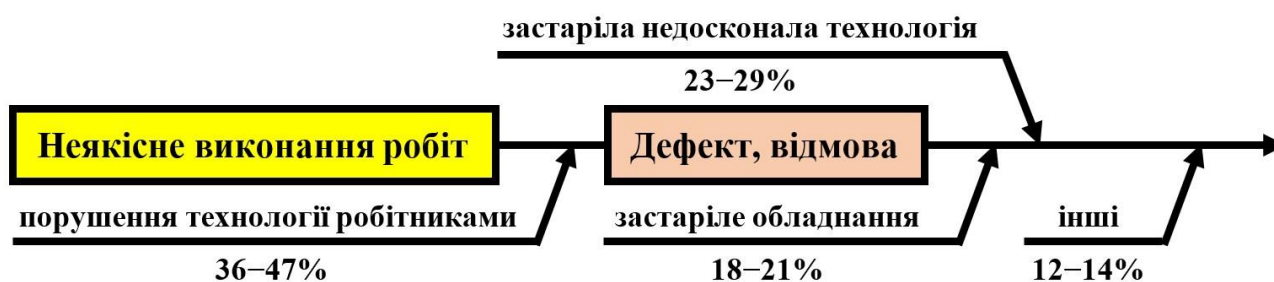 застаріла недосконала технологія
23−29%
Неякісне виконання робіт
Дефект, відмова
порушення технології робітниками
36−47%
застаріле обладнання
18−21%
інші
12−14%